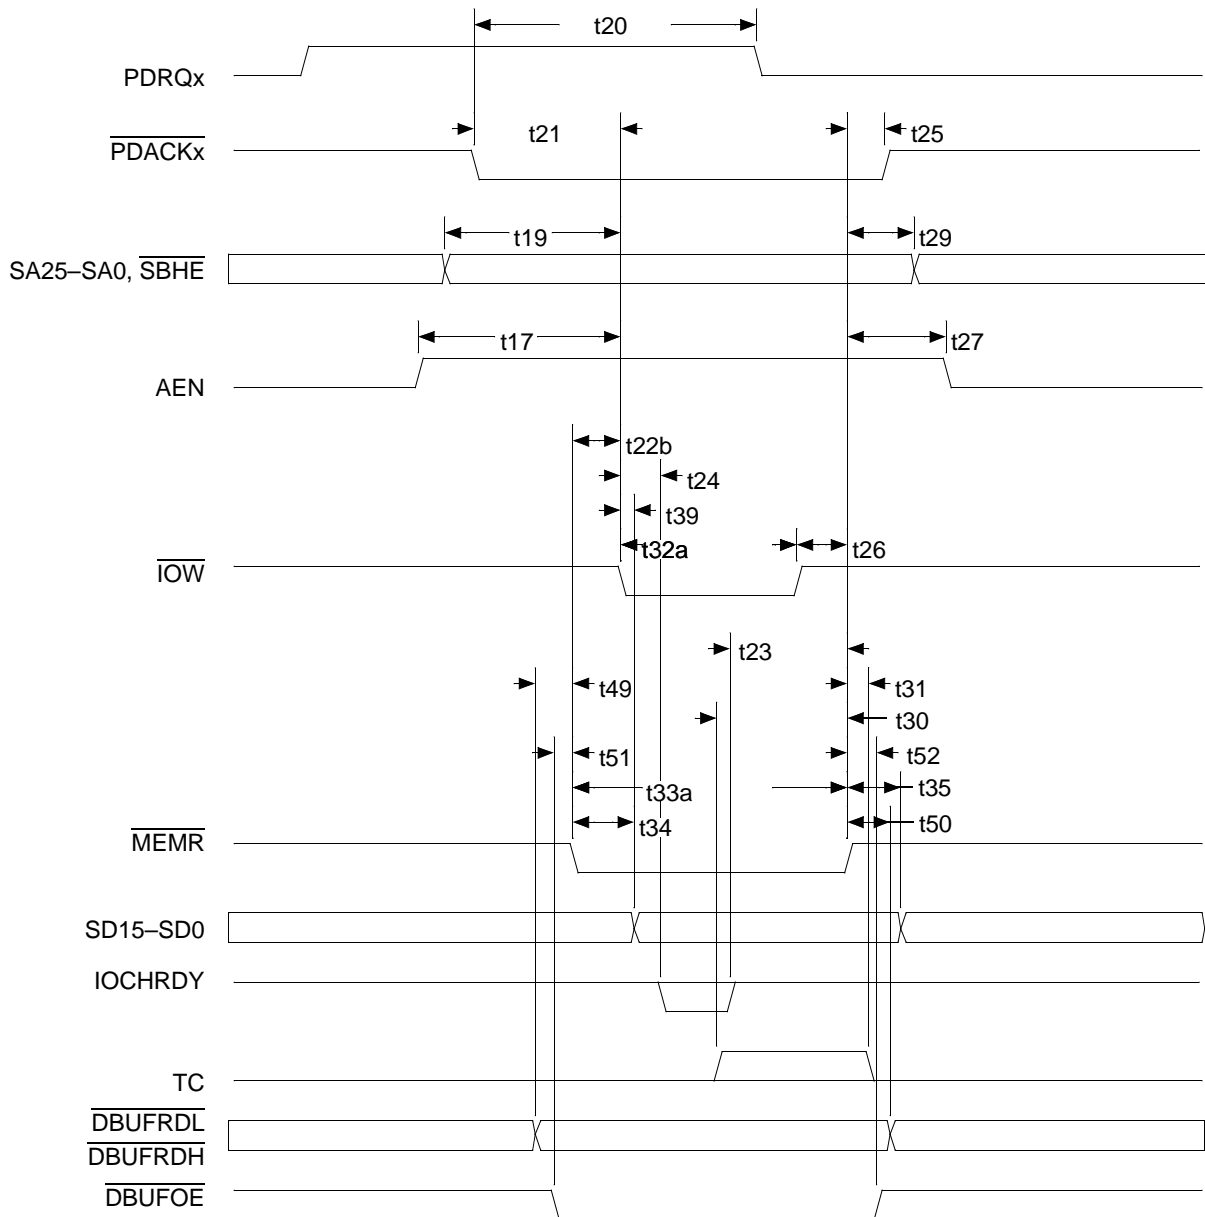 t20
PDRQx
t21
t25
PDACKx
t19
t29
SA25–SA0, SBHE
t17
t27
AEN
t22b
t24
t39
t32a
t26
IOW
t23
t49
t31
t30
t51
t52
t33a
t35
t34
t50
MEMR
SD15–SD0
IOCHRDY
TC
DBUFRDL
DBUFRDH
DBUFOE